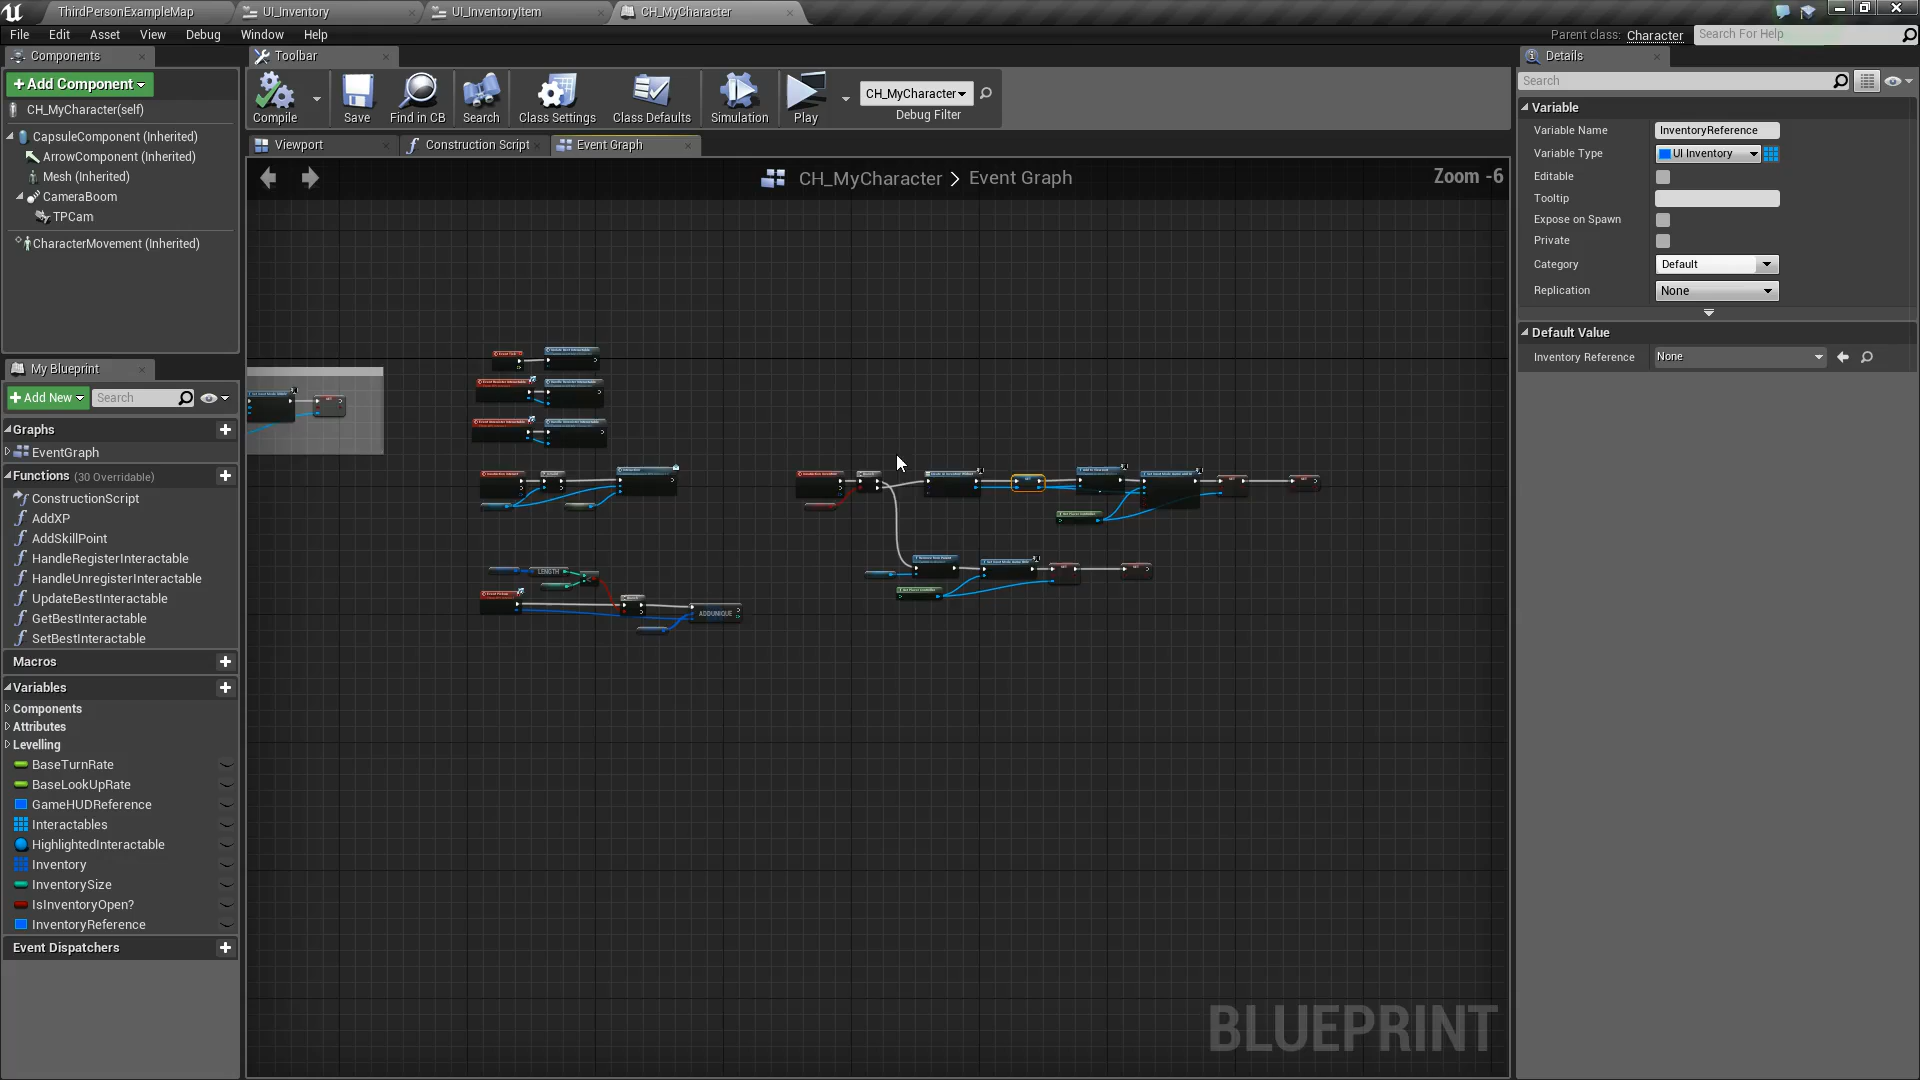 ThirdPersonExampleMap
UI_Inventory
UI_InventoryItem
CH_MyCharacter
File Edit Asset View Debug Window Help
Parent class: Character
Search For Help
Components
Toolbar
Details
+ Add Component
Compile
Save
Find in CB
Search
Class Settings
Class Defaults
Simulation
Play
CH_MyCharacter
Debug Filter
Search
CH_MyCharacter(self)
CapsuleComponent (Inherited)
ArrowComponent (Inherited)
Mesh (Inherited)
CameraBoom
TPCam
CharacterMovement (Inherited)
Viewport
Construction Script
Event Graph
CH_MyCharacter > Event Graph
Zoom -6
Variable
Variable Name InventoryReference
Variable Type UI Inventory
Editable
Tooltip
Expose on Spawn
Private
Category Default
Replication None
Default Value
Inventory Reference None
My Blueprint
+ Add New
Search
Graphs
EventGraph
Functions (30 Overridable)
ConstructionScript
AddXP
AddSkillPoint
HandleRegisterInteractable
HandleUnregisterInteractable
UpdateBestInteractable
GetBestInteractable
SetBestInteractable
Macros
Variables
Components
Attributes
Levelling
BaseTurnRate
BaseLookUpRate
GameHUDReference
Interactables
HighlightedInteractable
Inventory
InventorySize
IsInventoryOpen?
InventoryReference
Event Dispatchers
LENGTH
ADDUNIQUE
BLUEPRINT